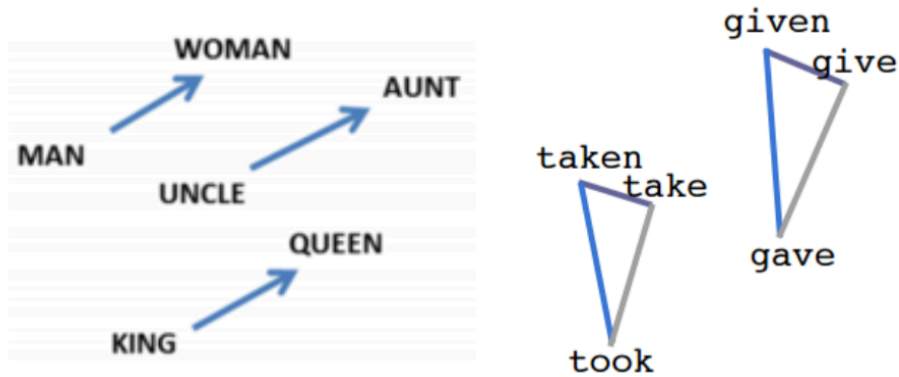 WOMAN
AUNT
MAN
UNCLE
QUEEN
KING
given
give
taken
take
gave
took